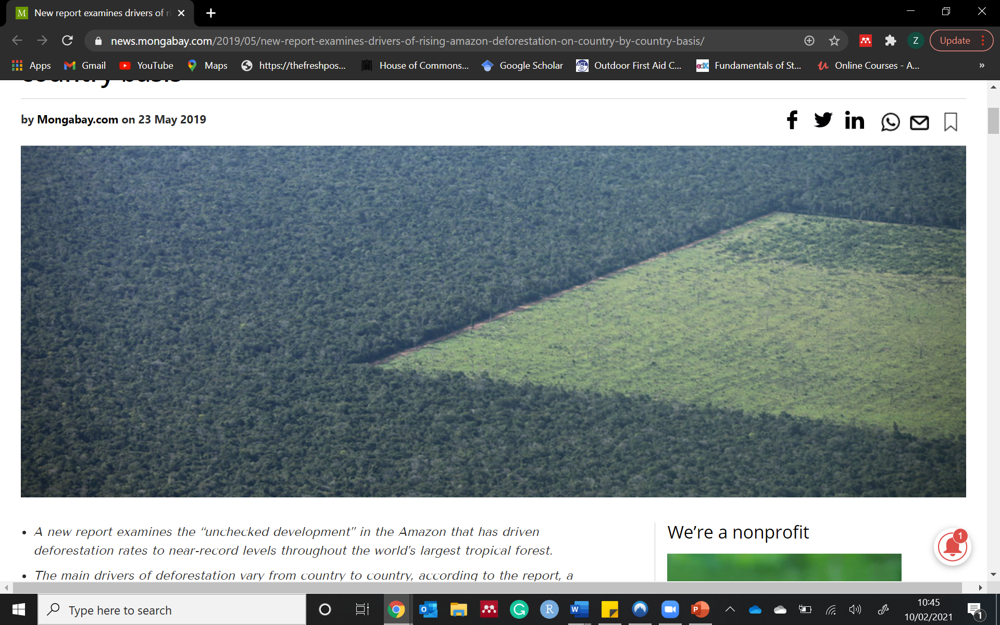 M New report examines drivers of ri
news.mongabay.com/2019/05/new-report-examines-drivers-of-rising-amazon-deforestation-on-country-by-country-basis/
Z
Update
Apps
Gmail
YouTube
Maps
https://thefreshpos...
House of Commons...
Google Scholar
ACT
Outdoor First Aid C...
edX
Fundamentals of St...
Online Courses - A...
»
country basis
by Mongabay.com on 23 May 2019
A new report examines the “unchecked development” in the Amazon that has driven
deforestation rates to near-record levels throughout the world’s largest tropical forest.
The main drivers of deforestation vary from country to country, according to the report, a
We’re a nonprofit
1
Type here to search
10:45
10/02/2021
1